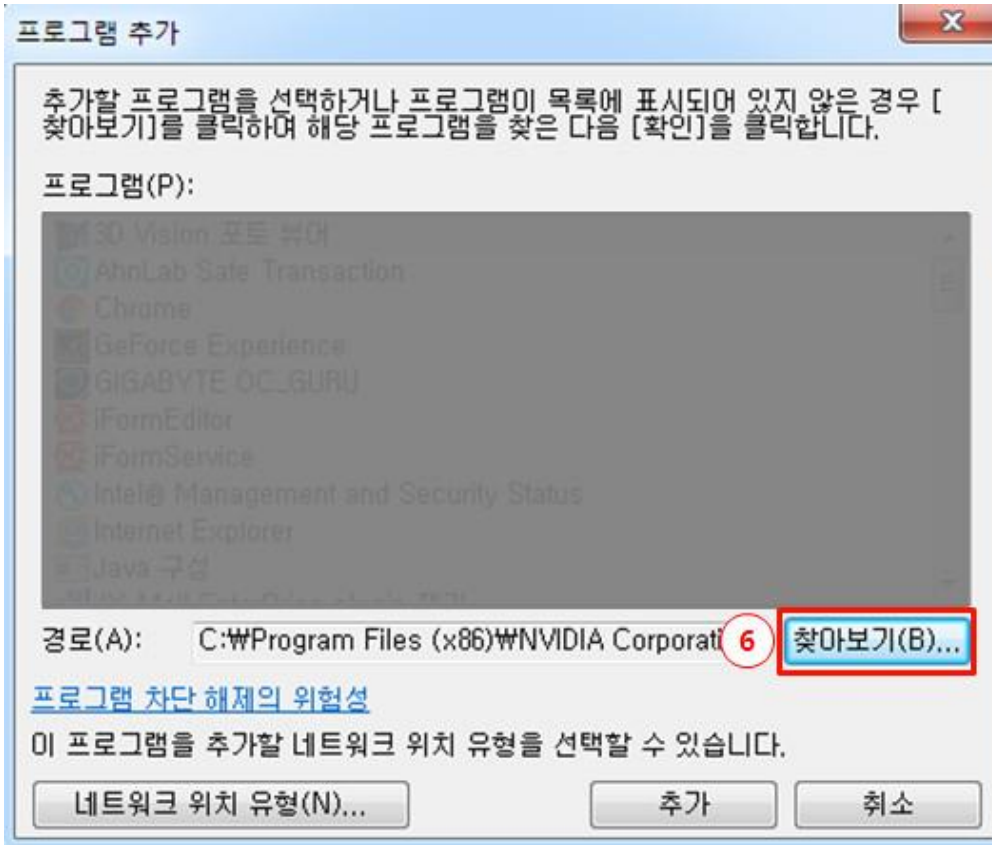 프로그램 추가
추가할 프로그램을 선택하거나 프로그램이 목록에 표시되어 있지 않은 경우 [
찾아보기]를 클릭하여 해당 프로그램을 찾은 다음 [확인]을 클릭합니다.
프로그램(P):
3D Vision 포토 뷰어
AhnLab Safe Transaction
Chrome
GeForce Experience
GIGABYTE OC_GURU
iFormEditor
iFormService
Intel® Management and Security Status
Internet Explorer
Java 구성
경로(A): C:₩Program Files (x86)₩NVIDIA Corporati 6 찾아보기(B)...
프로그램 차단 해제의 위험성
이 프로그램을 추가할 네트워크 위치 유형을 선택할 수 있습니다.
네트워크 위치 유형(N)... 추가 취소